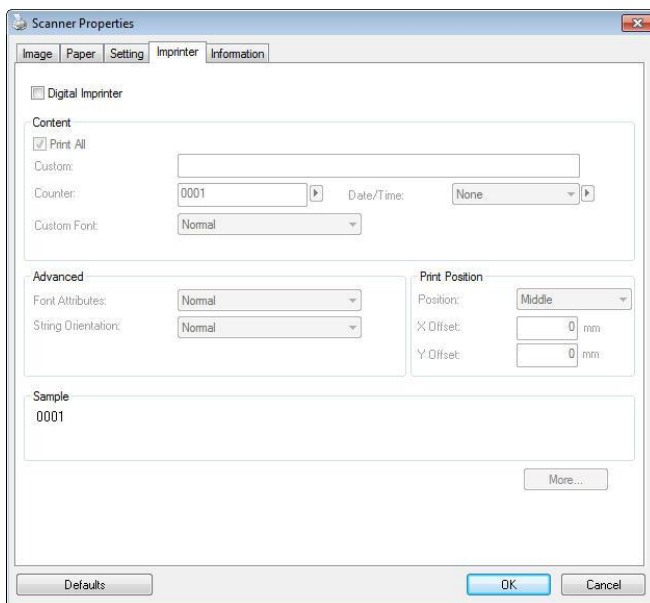 Scanner Properties
Image Paper Setting Imprinter Information
Digital Imprinter
Content
Print All
Custom:
Counter: 0001 Date/Time: None
Custom Font: Normal
Advanced
Font Attributes: Normal
String Orientation: Normal
Print Position
Position: Middle
X Offset: 0 mm
Y Offset: 0 mm
Sample
0001
More...
Defaults OK Cancel